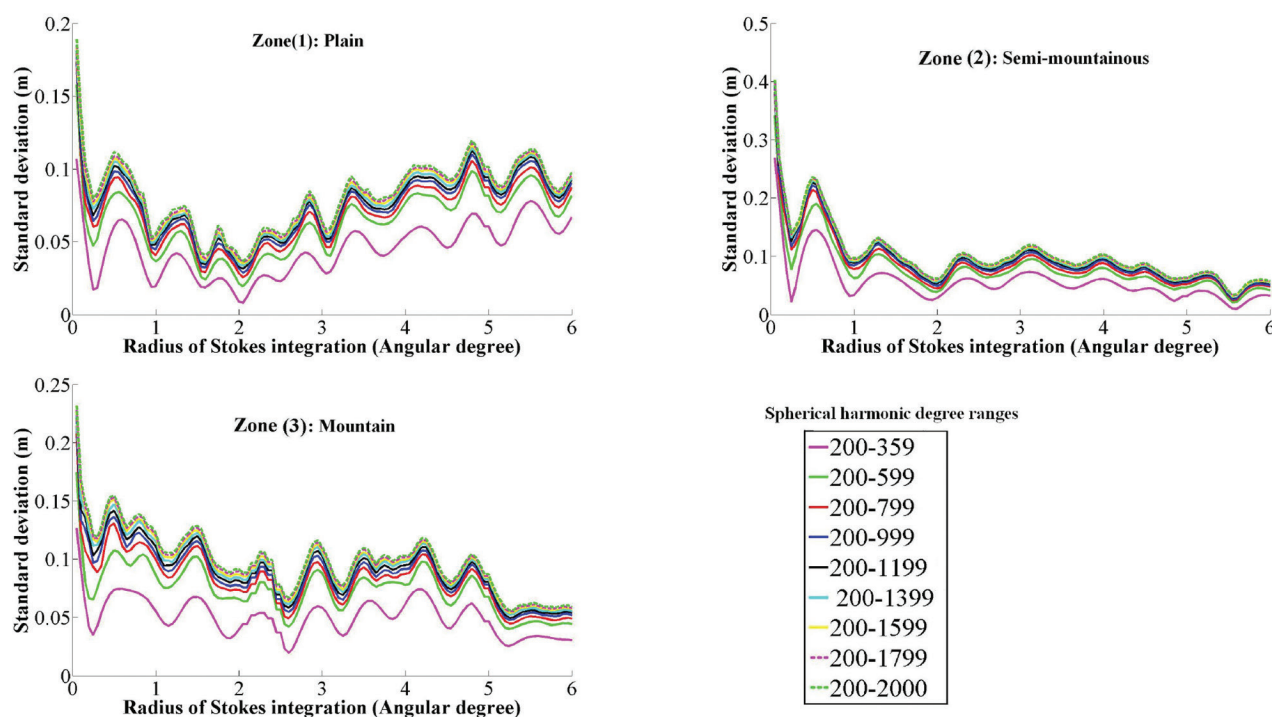 Zone(1): Plain
Standard deviation (m)
0.2
0.15
0.1
0.05
0
0 1 2 3 4 5 6
Radius of Stokes integration (Angular degree)
Zone (2): Semi-mountainous
Standard deviation (m)
0.5
0.4
0.3
0.2
0.1
0
0 1 2 3 4 5 6
Radius of Stokes integration (Angular degree)
Zone (3): Mountain
Standard deviation (m)
0.25
0.2
0.15
0.1
0.05
0
0 1 2 3 4 5 6
Radius of Stokes integration (Angular degree)
Spherical harmonic degree ranges
200-359
200-599
200-799
200-999
200-1199
200-1399
200-1599
200-1799
200-2000